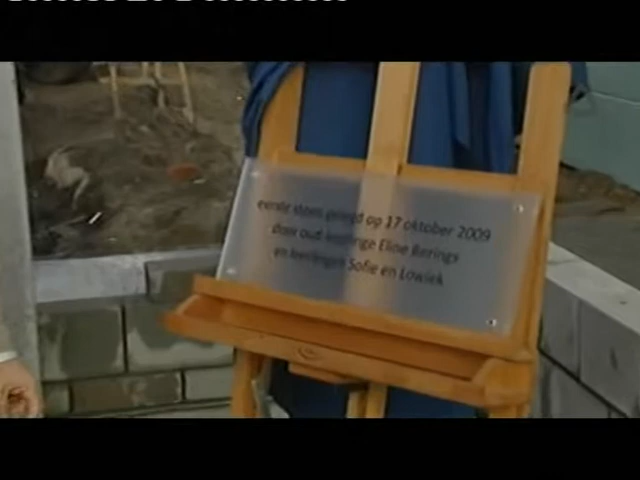 eerste steen gelegd op 17 oktober 2009
door oud-leerlinge Eline Berings
en leerlingen Sofie en Lowiek